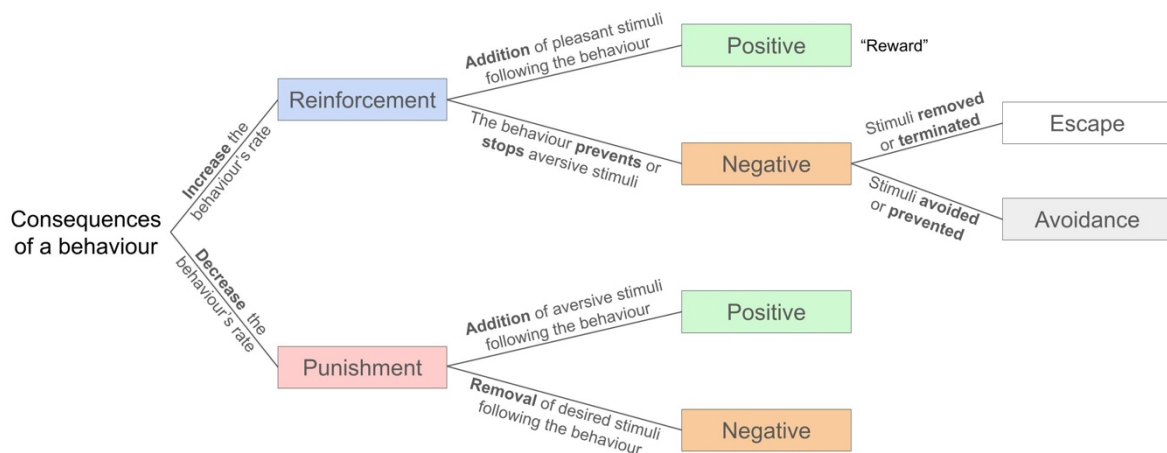 Consequences
of a behaviour
Increase the
behaviour's rate
Reinforcement
Addition of pleasant stimuli
following the behaviour
Positive
“Reward”
The behaviour prevents or
stops aversive stimuli
Negative
Stimuli removed
or terminated
Escape
Stimuli avoided
or prevented
Avoidance
Decrease the
behaviour's rate
Punishment
Addition of aversive stimuli
following the behaviour
Positive
Removal of desired stimuli
following the behaviour
Negative